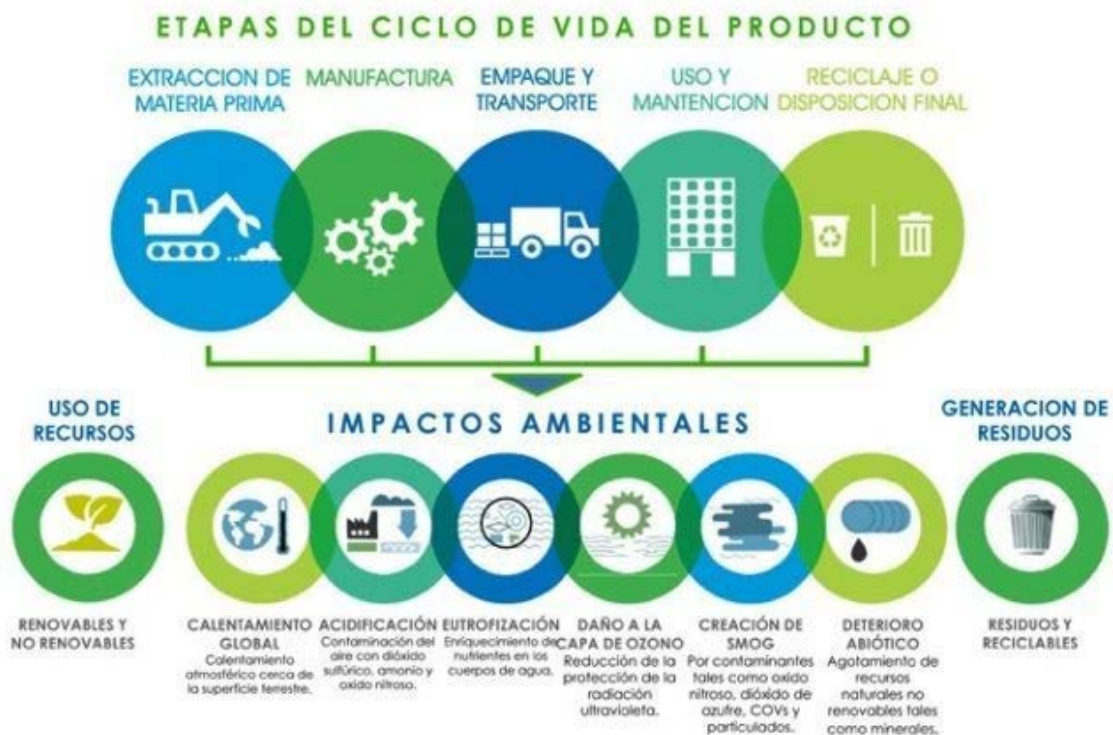 ETAPAS DEL CICLO DE VIDA DEL PRODUCTO
EXTRACCION DE
MATERIA PRIMA
MANUFACTURA
EMPAQUE Y
TRANSPORTE
USO Y
MANTENCION
RECICLAJE O
DISPOSICION FINAL
USO DE
RECURSOS
IMPACTOS AMBIENTALES
GENERACION DE
RESIDUOS
RENOVABLES Y
NO RENOVABLES
CALENTAMIENTO
GLOBAL
Calentamiento
atmosférico cerca de
la superficie terrestre.
ACIDIFICACIÓN
Contaminación del
aire con dióxido
sulfúrico, amonio y
oxido nitroso.
EUTROFIZACIÓN
Enriquecimiento de
nutrientes en los
cuerpos de agua.
DAÑO A LA
CAPA DE OZONO
Reducción de la
protección de la
radiación
ultravioleta.
CREACIÓN DE
SMOG
Por contaminantes
tales como oxido
nitroso, dióxido de
azufre, COVs y
particulados.
DETERIORO
ABIÓTICO
Agotamiento de
recursos
naturales no
renovables tales
como minerales.
RESIDUOS Y
RECICLABLES